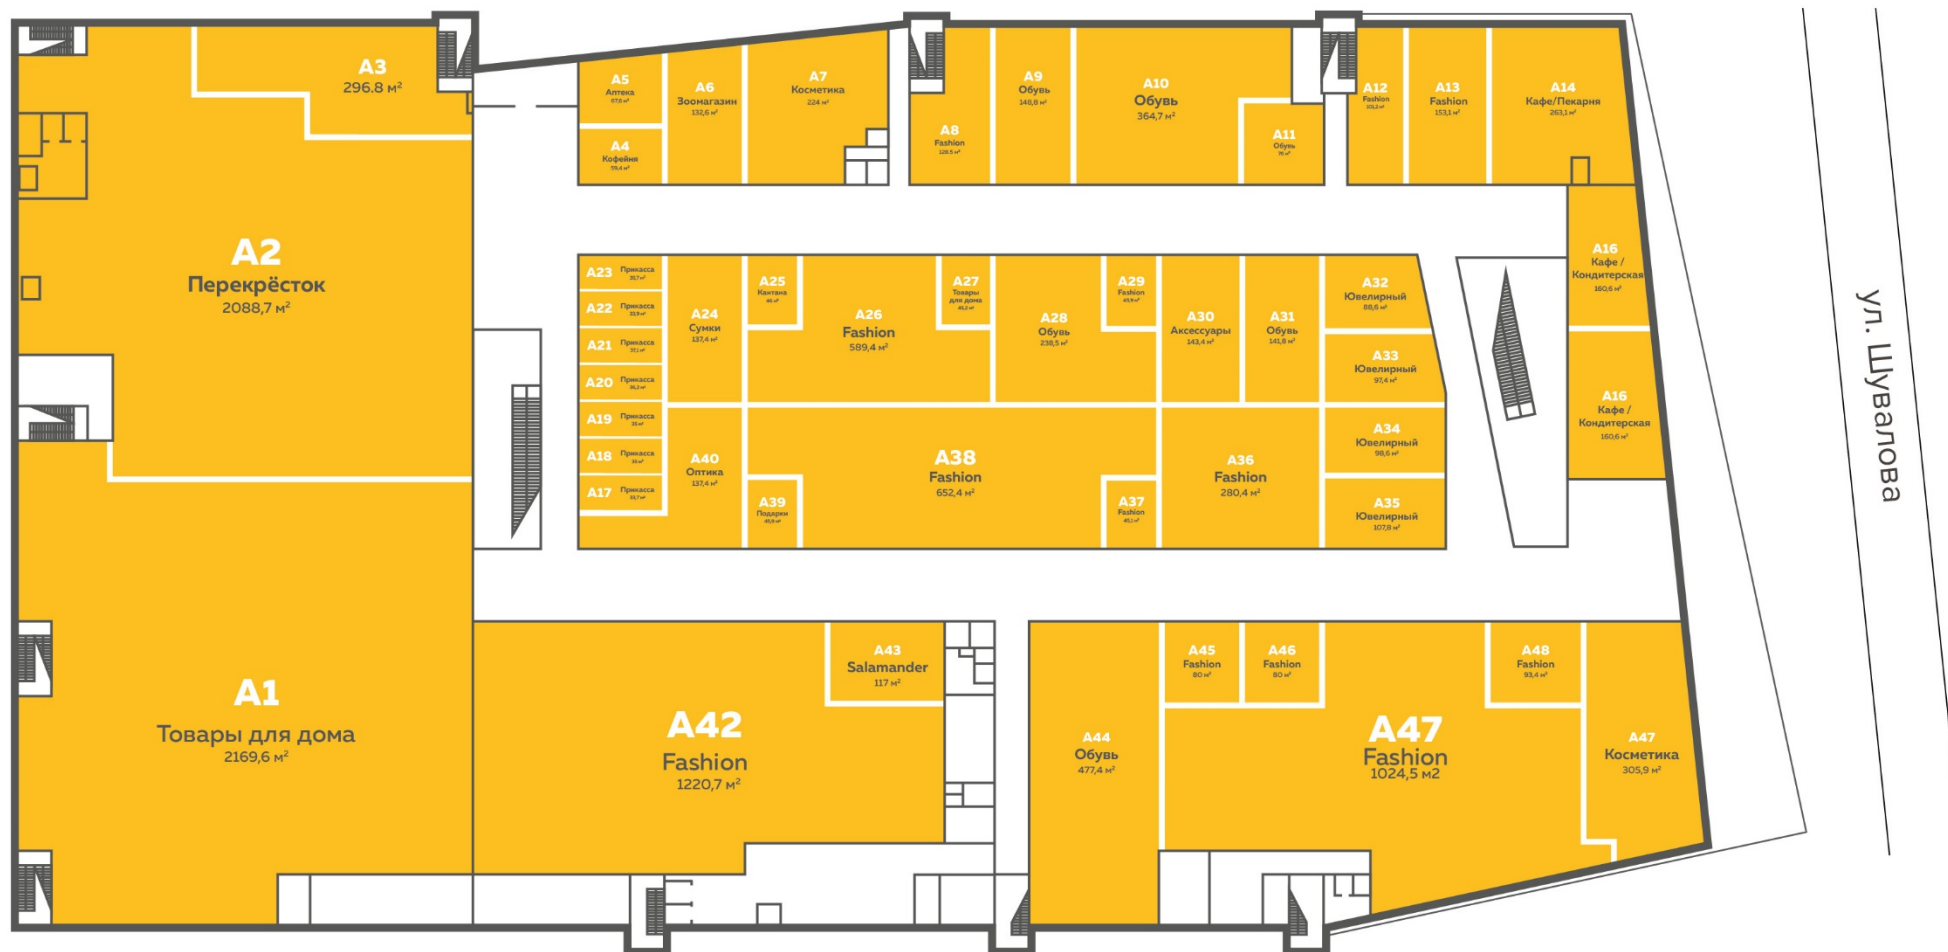 A3
296.8 м²
A2
Перекрёсток
2088,7 м²
A1
Товары для дома
2169,6 м²
A5
Аптека
A4
Кофейня
59,4 м²
A6
Зоомагазин
132,6 м²
A7
Косметика
224 м²
A8
Fashion
128.5 м²
A9
Обувь
148,8 м²
A10
Обувь
364,7 м²
A11
Обувь
76 м²
A12
Fashion
A13
Fashion
153,1 м²
A14
Кафе/Пекарня
263,1 м²
A16
Кафе /
Кондитерская
160,6 м²
A16
Кафе /
Кондитерская
160,6 м²
A23 Прикасса
A22 Прикасса
A21 Прикасса
A20 Прикасса
A19 Прикасса
A18 Прикасса
A17 Прикасса
A24
Сумки
137,4 м²
A25
A26
Fashion
589,4 м²
A27
Товары
для дома
A28
Обувь
238,5 м²
A29
Fashion
A30
Аксессуары
143,4 м²
A31
Обувь
141,8 м²
A32
Ювелирный
88,6 м²
A33
Ювелирный
97,4 м²
A34
Ювелирный
98,6 м²
A35
Ювелирный
107,8 м²
A40
Оптика
137,4 м²
A39
Подарки
A38
Fashion
652,4 м²
A37
Fashion
A36
Fashion
280,4 м²
A42
Fashion
1220,7 м²
A43
Salamander
117 м²
A44
Обувь
477,4 м²
A45
Fashion
80 м²
A46
Fashion
80 м²
A47
Fashion
1024,5 м2
A48
Fashion
93,4 м²
A47
Косметика
305,9 м²
ул. Шувалова